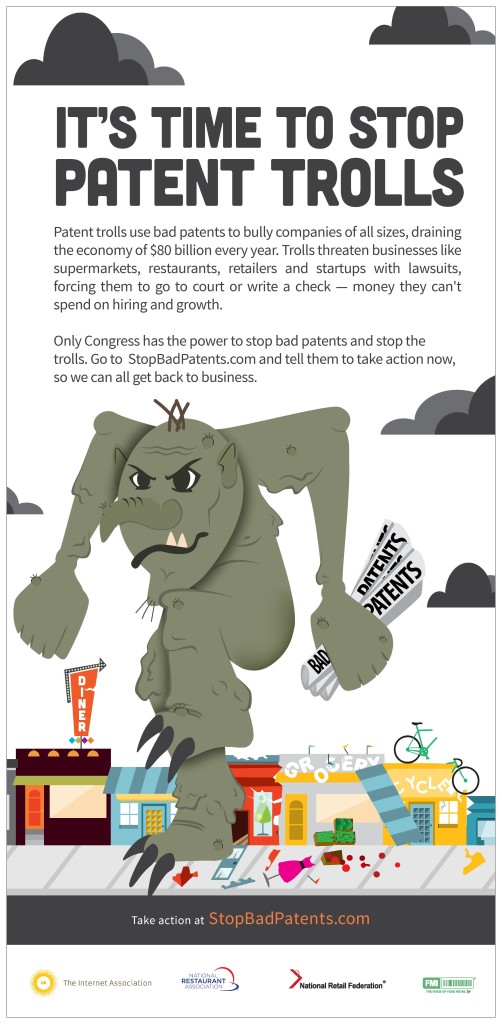 IT'S TIME TO STOP
PATENT TROLLS
Patent trolls use bad patents to bully companies of all sizes, draining
the economy of $80 billion every year. Trolls threaten businesses like
supermarkets, restaurants, retailers and startups with lawsuits,
forcing them to go to court or write a check — money they can't
spend on hiring and growth.
Only Congress has the power to stop bad patents and stop the
trolls. Go to StopBadPatents.com and tell them to take action now,
so we can all get back to business.
PATENTS
PATENTS
BAD
DINER
GROCERY
CYCLE
Take action at StopBadPatents.com
The Internet Association
NATIONAL
RESTAURANT
ASSOCIATION
National Retail Federation®
FMI
THE VOICE OF FOOD RETAIL